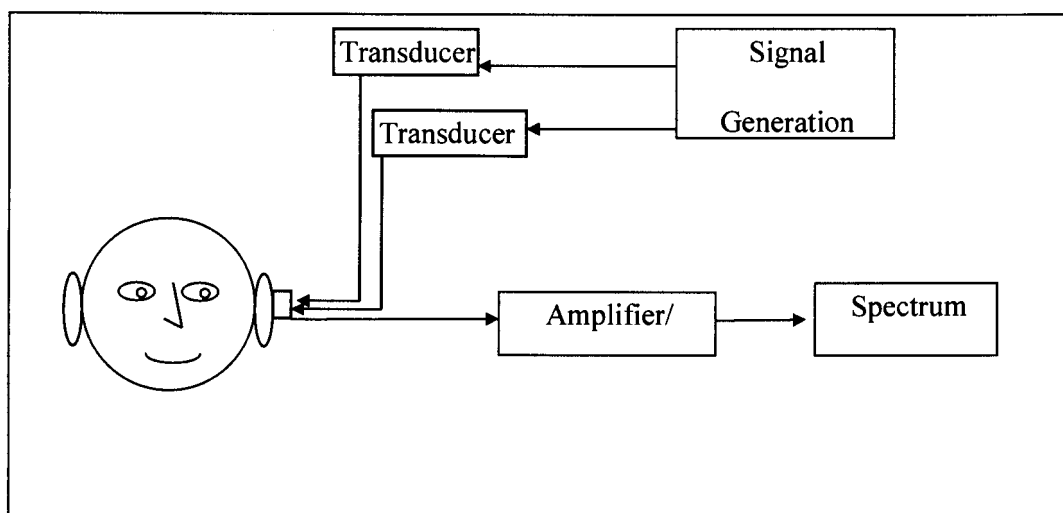 Transducer
Signal
Generation
Transducer
Amplifier/
Spectrum